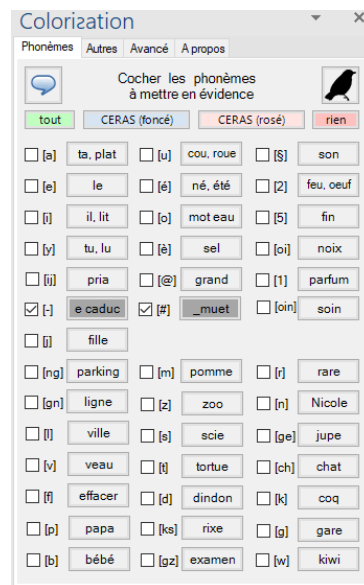 Colorization
Phonèmes Autres Avancé A propos
Cocher les phonèmes
à mettre en évidence
tout CERAS (foncé) CERAS (rosé) rien
[a] ta, plat [u] cou, roue [§] son
[e] le [é] né, été [2] feu, oeuf
[i] il, lit [o] mot eau [5] fin
[y] tu, lu [è] sel [oi] noix
[ij] pria [@] grand [1] parfum
[-] e caduc [#] _muet [oin] soin
[j] fille
[ng] parking [m] pomme [r] rare
[gn] ligne [z] zoo [n] Nicole
[l] ville [s] scie [ge] jupe
[v] veau [t] tortue [ch] chat
[f] effacer [d] dindon [k] coq
[p] papa [ks] rixe [g] gare
[b] bébé [gz] examen [w] kiwi